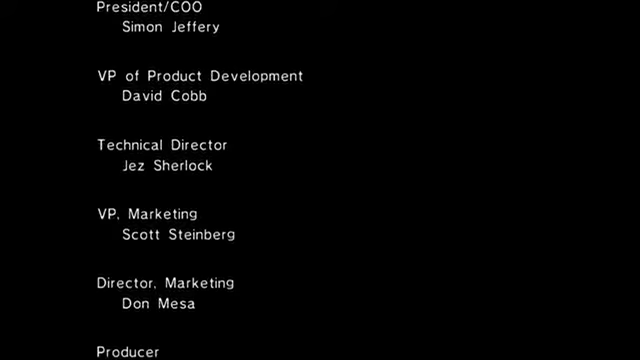 President/COO
Simon Jeffery
VP of Product Development
David Cobb
Technical Director
Jez Sherlock
VP, Marketing
Scott Steinberg
Director, Marketing
Don Mesa
Producer